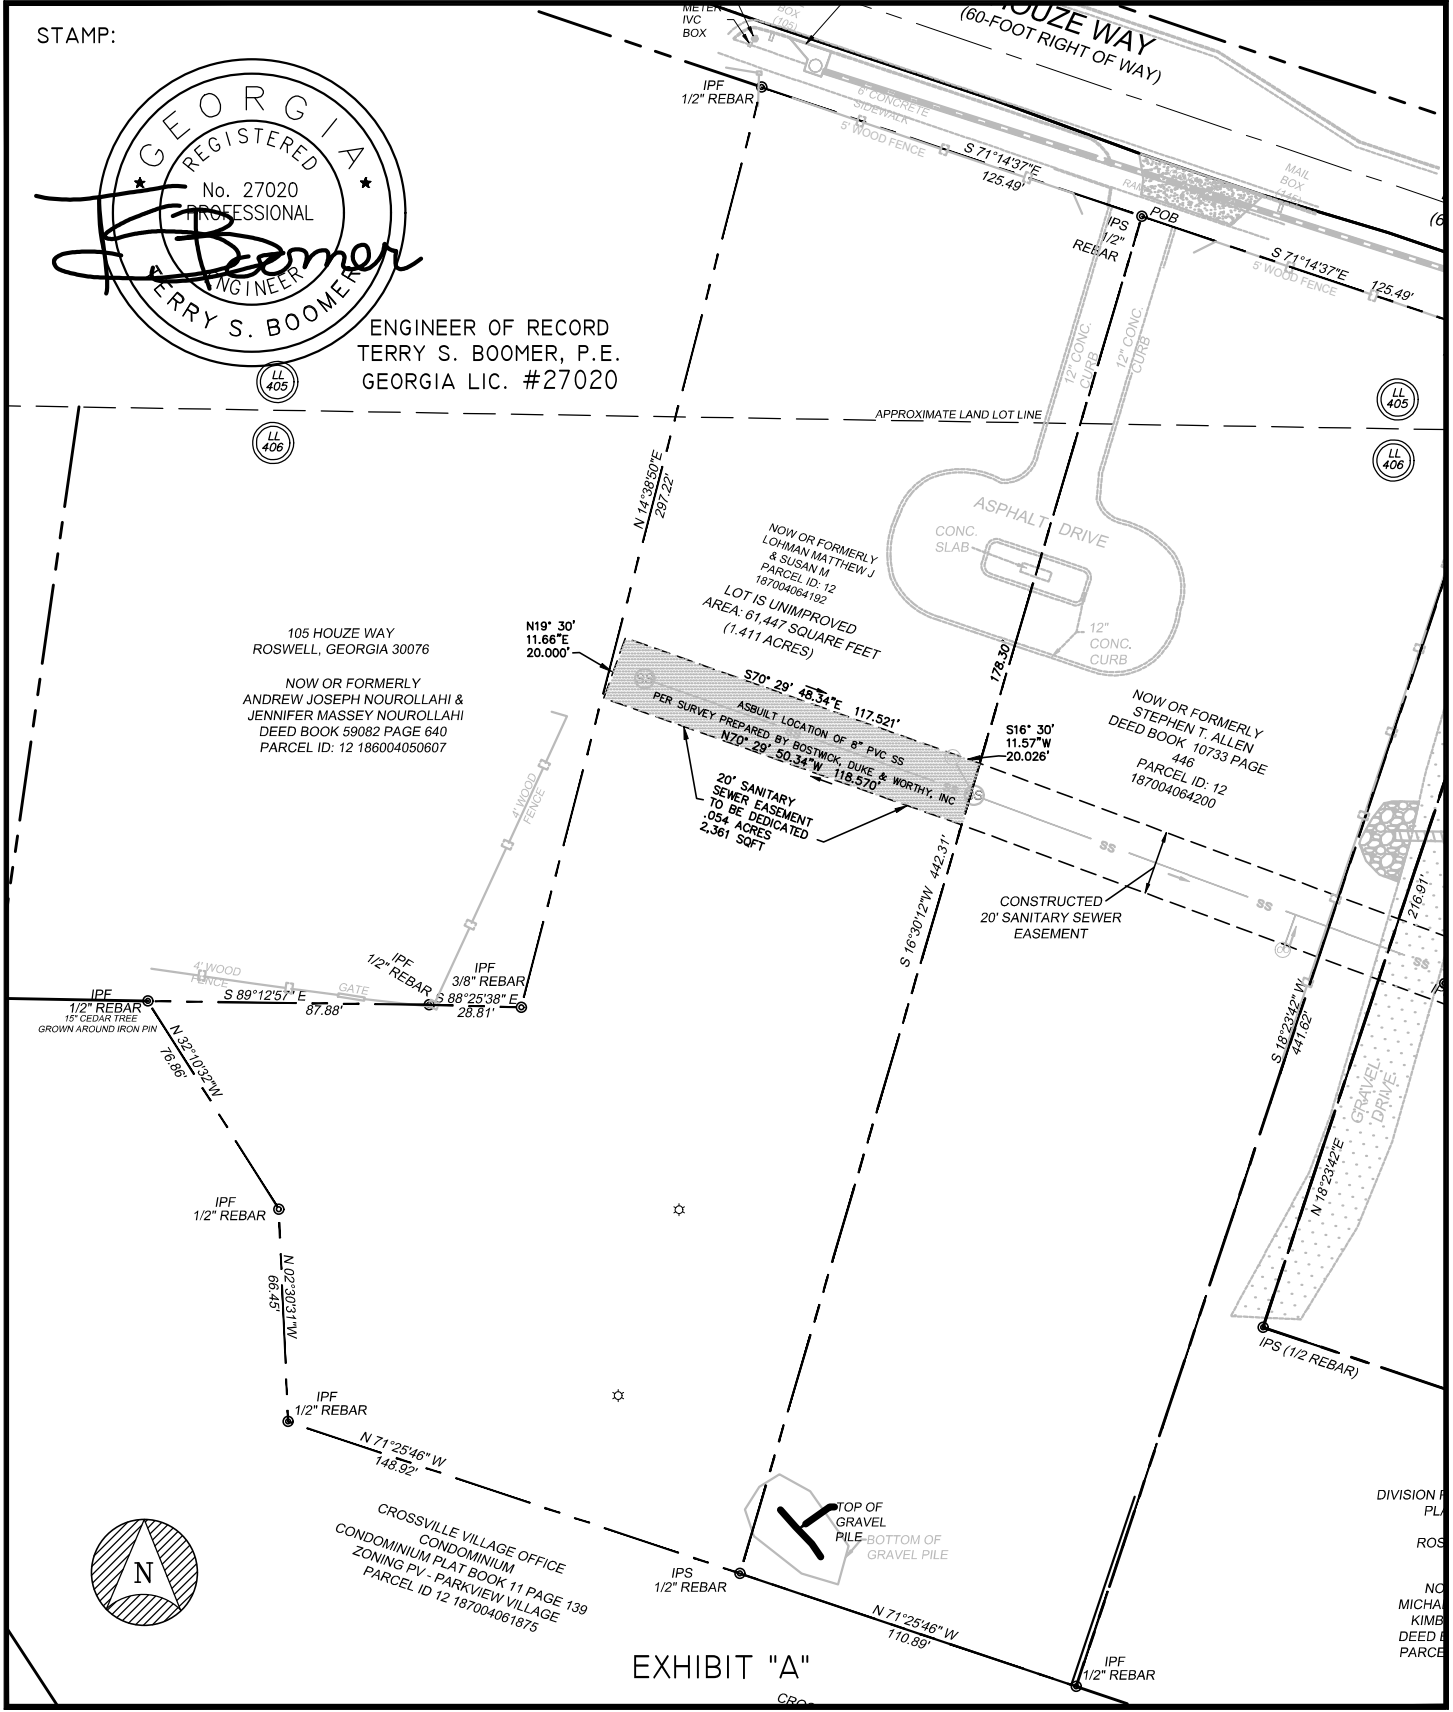 STAMP:
GEORGIA
REGISTERED
No. 27020
PROFESSIONAL
ENGINEER
TERRY S. BOOMER
Boomer
ENGINEER OF RECORD
TERRY S. BOOMER, P.E.
GEORGIA LIC. #27020
METER
IVC
BOX
BOX
(105)
HOUZE WAY
(60-FOOT RIGHT OF WAY)
IPF
1/2" REBAR
6' CONCRETE
SIDEWALK
5' WOOD FENCE
S 71°14'37"E
125.49'
MAIL
BOX
(115)
POB
IPS
1/2"
REBAR
S 71°14'37"E
125.49'
5' WOOD FENCE
(6
12" CONC.
CURB
12" CONC.
CURB
LL
405
LL
406
APPROXIMATE LAND LOT LINE
LL
405
LL
406
N 14°38'50"E
297.22'
ASPHALT DRIVE
CONC.
SLAB
12"
CONC.
CURB
NOW OR FORMERLY
LOHMAN MATTHEW J
& SUSAN M
PARCEL ID: 12
187004064192
LOT IS UNIMPROVED
AREA: 61,447 SQUARE FEET
(1.411 ACRES)
105 HOUZE WAY
ROSWELL, GEORGIA 30076
NOW OR FORMERLY
ANDREW JOSEPH NOUROLLAHI &
JENNIFER MASSEY NOUROLLAHI
DEED BOOK 59082 PAGE 640
PARCEL ID: 12 186004050607
N19° 30'
11.66"E
20.000'
178.30'
SS
S70° 29' 48.34"E 117.521'
ASBUILT LOCATION OF 8" PVC SS
PER SURVEY PREPARED BY BOSTWICK, DUKE & WORTHY, INC
N70° 29' 50.34"W 118.570'
S16° 30'
11.57"W
20.026'
NOW OR FORMERLY
STEPHEN T. ALLEN
DEED BOOK 10733 PAGE
446
PARCEL ID: 12
187004064200
20' SANITARY
SEWER EASEMENT
TO BE DEDICATED
.054 ACRES
2,361 SQFT
4' WOOD
FENCE
SS
S
SS
SS
SS
CONSTRUCTED
20' SANITARY SEWER
EASEMENT
S 16°30'12"W 442.31'
216.91'
4' WOOD
FENCE
GATE
IPF
1/2" REBAR
IPF
3/8" REBAR
IPF
1/2" REBAR
15" CEDAR TREE
GROWN AROUND IRON PIN
S 89°12'57" E
87.88'
S 88°25'38" E
28.81'
N 32°10'32"W
76.86'
S 18°23'42" W
441.62'
GRAVEL
DRIVE
N 18°23'42"E
IPF
1/2" REBAR
N 02°30'31"W
66.45'
IPS (1/2 REBAR)
IPF
1/2" REBAR
N 71°25'46" W
148.92'
CROSSVILLE VILLAGE OFFICE
CONDOMINIUM
CONDOMINIUM PLAT BOOK 11 PAGE 139
ZONING PV - PARKVIEW VILLAGE
PARCEL ID 12 187004061875
TOP OF
GRAVEL
PILE
BOTTOM OF
GRAVEL PILE
IPS
1/2" REBAR
N 71°25'46" W
110.89'
IPF
1/2" REBAR
DIVISION
PLA
ROS
NO
MICHA
KIMB
DEED
PARCE
N
EXHIBIT "A"
CROS